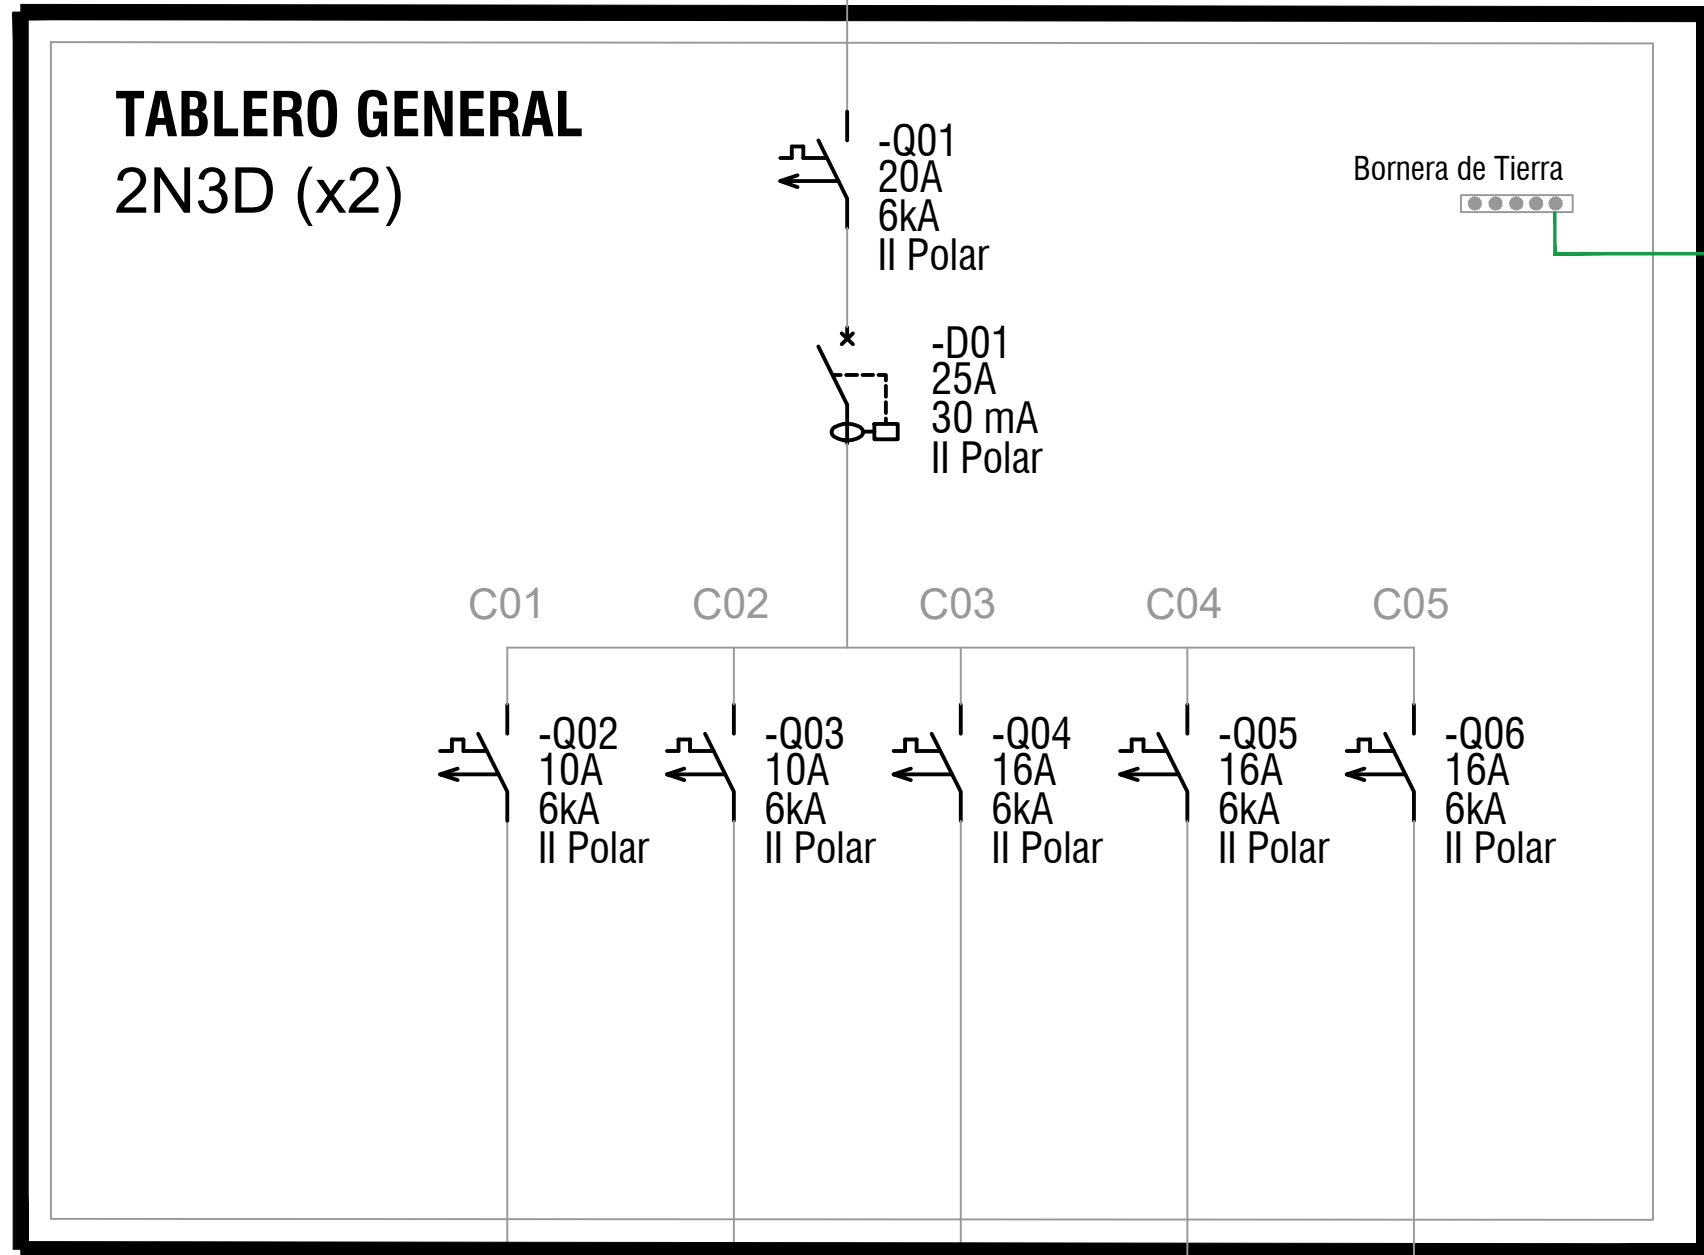 TABLERO GENERAL
2N3D (x2)
-Q01
20A
6kA
II Polar
Bornera de Tierra
-D01
25A
30 mA
II Polar
C01
C02
C03
C04
C05
-Q02
10A
6kA
II Polar
-Q03
10A
6kA
II Polar
-Q04
16A
6kA
II Polar
-Q05
16A
6kA
II Polar
-Q06
16A
6kA
II Polar